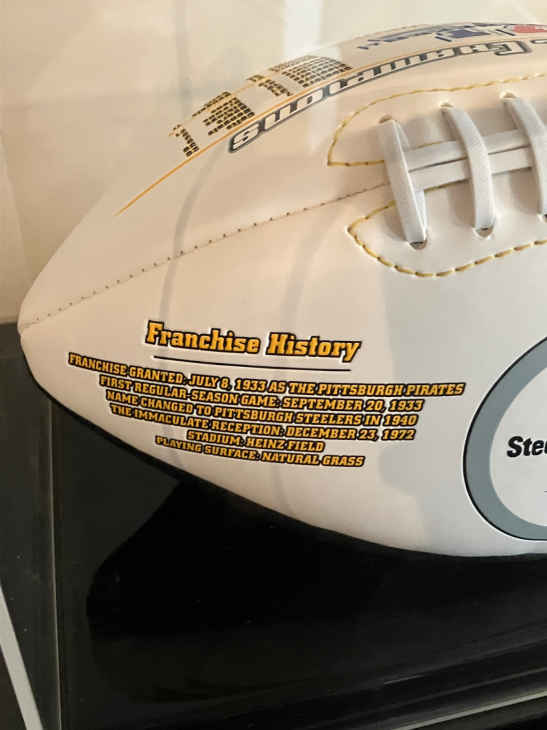 Champions
Franchise History
FRANCHISE GRANTED: JULY 8, 1933 AS THE PITTSBURGH PIRATES
FIRST REGULAR-SEASON GAME: SEPTEMBER 20, 1933
NAME CHANGED TO PITTSBURGH STEELERS IN 1940
THE IMMACULATE RECEPTION: DECEMBER 23, 1972
STADIUM: HEINZ FIELD
PLAYING SURFACE: NATURAL GRASS
Stee